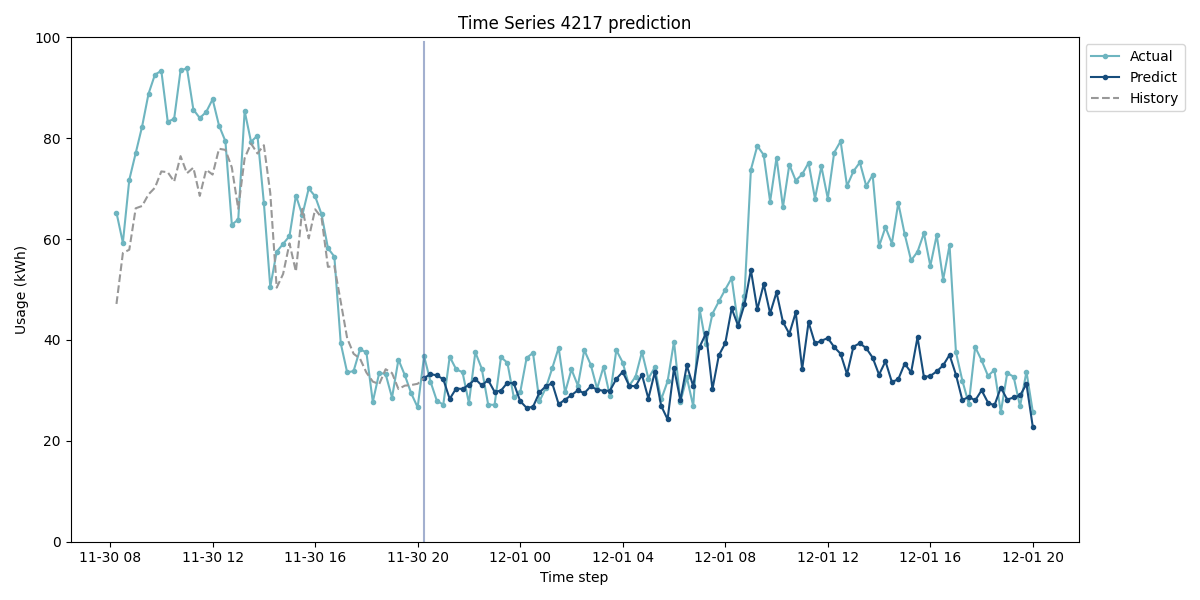 Time Series 4217 prediction
Usage (kWh)
100
80
60
40
20
0
11-30 08
11-30 12
11-30 16
11-30 20
12-01 00
12-01 04
12-01 08
12-01 12
12-01 16
12-01 20
Time step
Actual
Predict
History